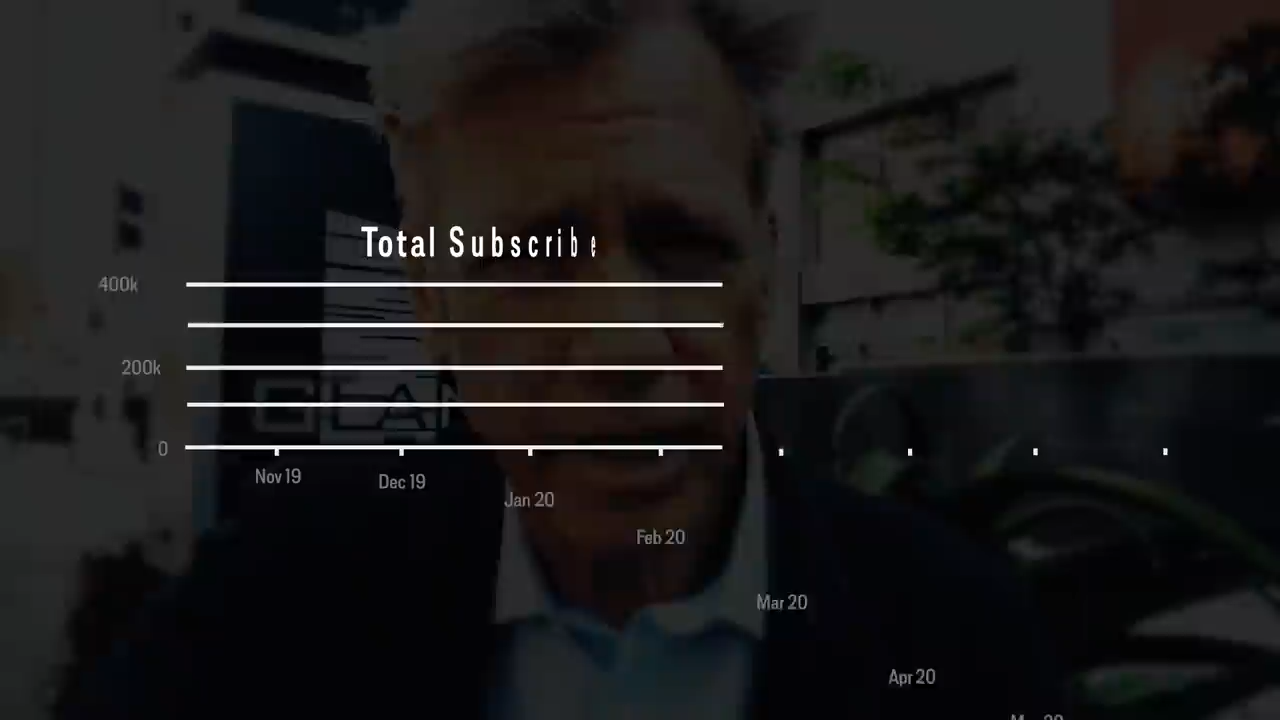 Total Subscribe
400k
200k
0
Nov 19
Dec 19
Jan 20
Feb 20
Mar 20
Apr 20